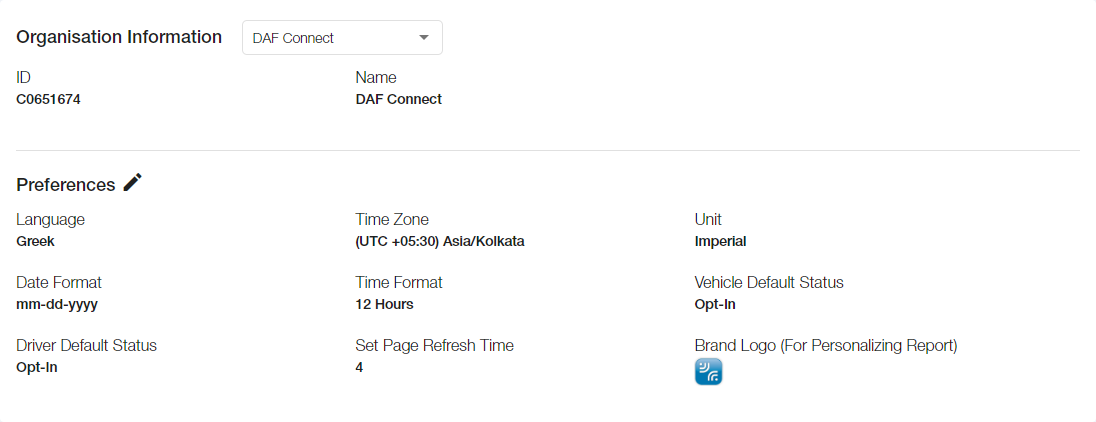 Organisation Information DAF Connect
ID Name
C0651674 DAF Connect
Preferences
Language Time Zone Unit
Greek (UTC +05:30) Asia/Kolkata Imperial
Date Format Time Format Vehicle Default Status
mm-dd-yyyy 12 Hours Opt-In
Driver Default Status Set Page Refresh Time Brand Logo (For Personalizing Report)
Opt-In 4